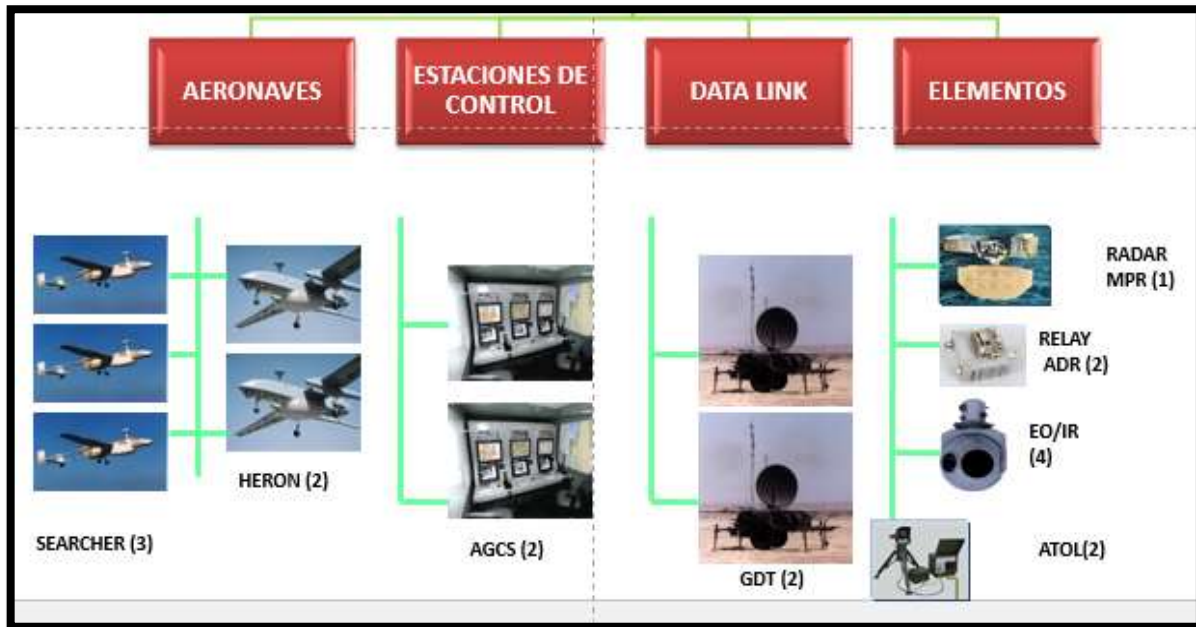 AERONAVES
ESTACIONES DE
CONTROL
DATA LINK
ELEMENTOS
SEARCHER (3)
HERON (2)
AGCS (2)
GDT (2)
RADAR
MPR (1)
RELAY
ADR (2)
EO/IR
(4)
ATOL(2)